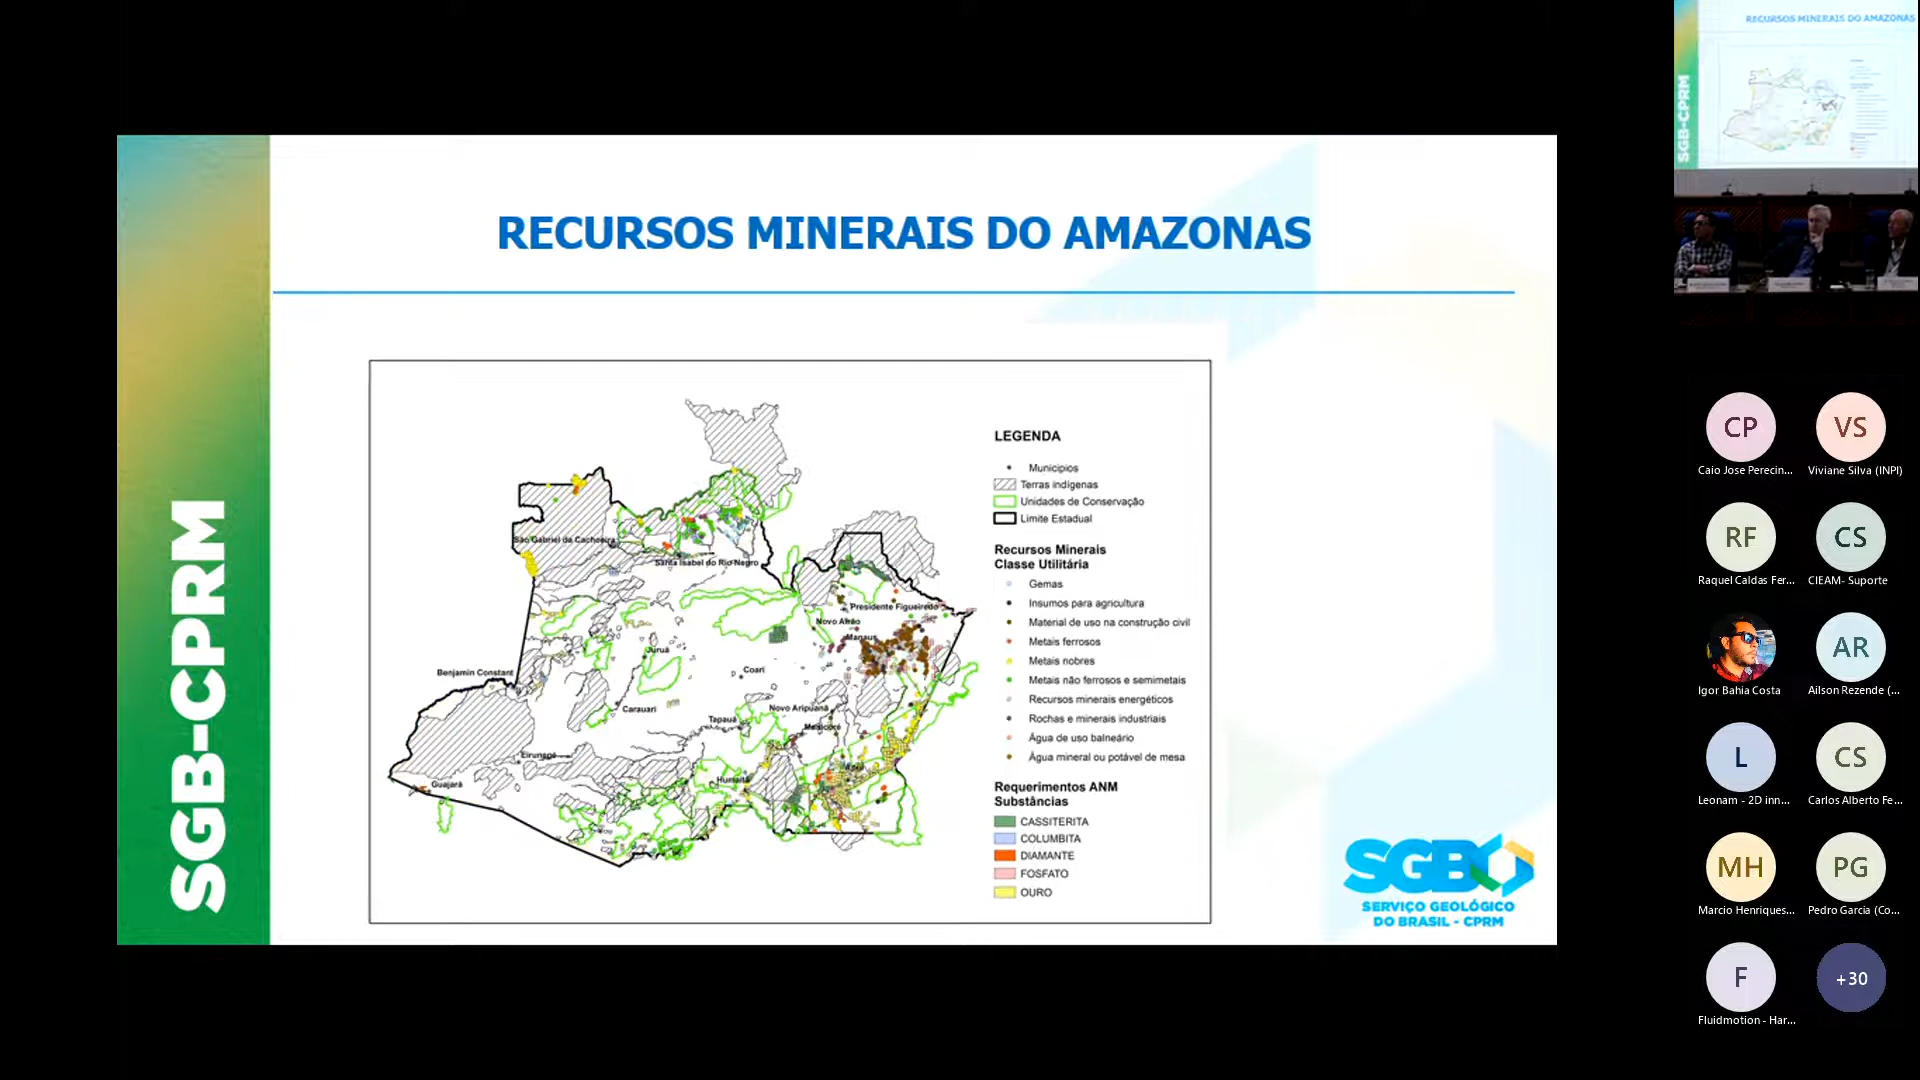 RECURSOS MINERAIS DO AMAZONAS
SGB-CPRM
São Gabriel da Cachoeira
Santa Isabel do Rio Negro
Presidente Figueiredo
Novo Airão
Manaus
Juruá
Coari
Benjamin Constant
Carauari
Tapauá
Novo Aripuanã
Manicoré
Eirunepé
Humaitá
Guajará
LEGENDA
Municipios
Terras indígenas
Unidades de Conservação
Limite Estadual
Recursos Minerais
Classe Utilitária
Gemas
Insumos para agricultura
Material de uso na construção civil
Metais ferrosos
Metais nobres
Metais não ferrosos e semimetais
Recursos minerais energéticos
Rochas e minerais industriais
Água de uso balneário
Água mineral ou potável de mesa
Requerimentos ANM
Substâncias
CASSITERITA
COLUMBITA
DIAMANTE
FOSFATO
OURO
SGB
SERVIÇO GEOLÓGICO
DO BRASIL - CPRM
RECURSOS MINERAIS DO AMAZONAS
SGB-CPRM
CP
Caio Jose Perecin...
VS
Viviane Silva (INPI)
RF
Raquel Caldas Fer...
CS
CIEAM- Suporte
Igor Bahia Costa
AR
Ailson Rezende (...
L
Leonam - 2D inn...
CS
Carlos Alberto Fe...
MH
Marcio Henriques...
PG
Pedro Garcia (Co...
F
Fluidmotion - Har...
+30